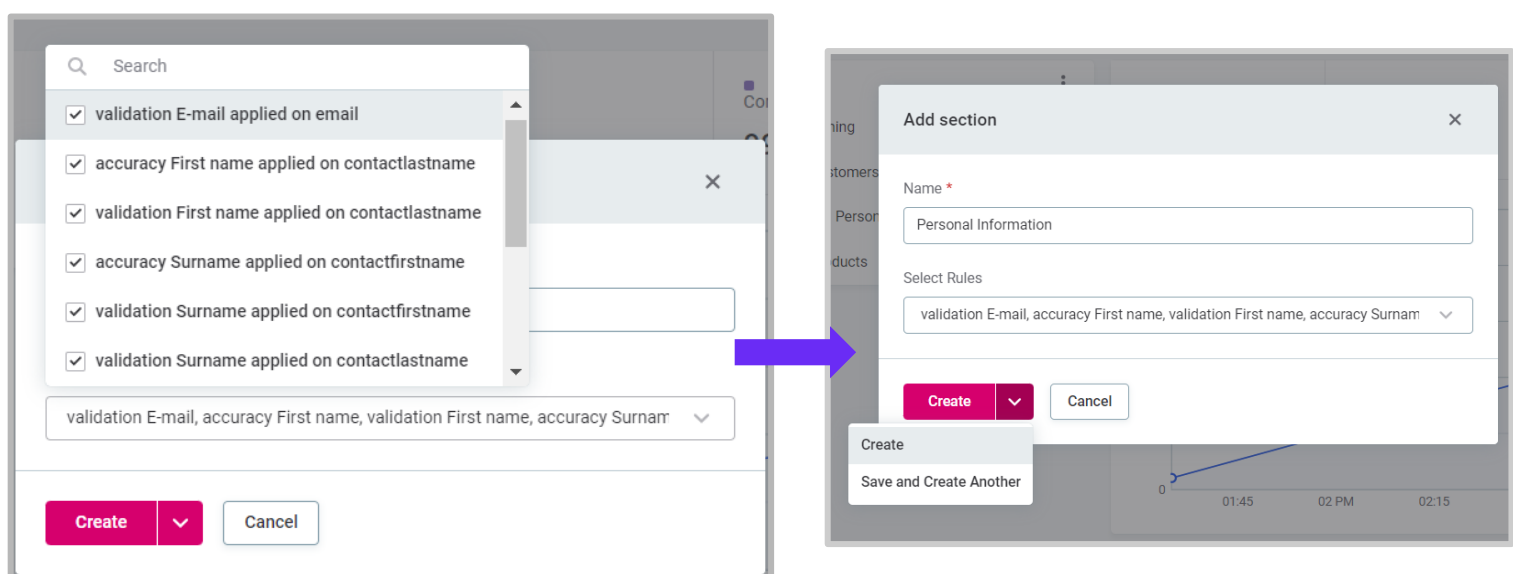 Search
validation E-mail applied on email
accuracy First name applied on contactlastname
validation First name applied on contactlastname
accuracy Surname applied on contactfirstname
validation Surname applied on contactfirstname
validation Surname applied on contactlastname
validation E-mail, accuracy First name, validation First name, accuracy Surnam
Create
Cancel
Add section
Name *
Personal Information
Select Rules
validation E-mail, accuracy First name, validation First name, accuracy Surnam
Create
Cancel
Create
Save and Create Another
stomers
Person
ducts
0
01:45
02 PM
02:15